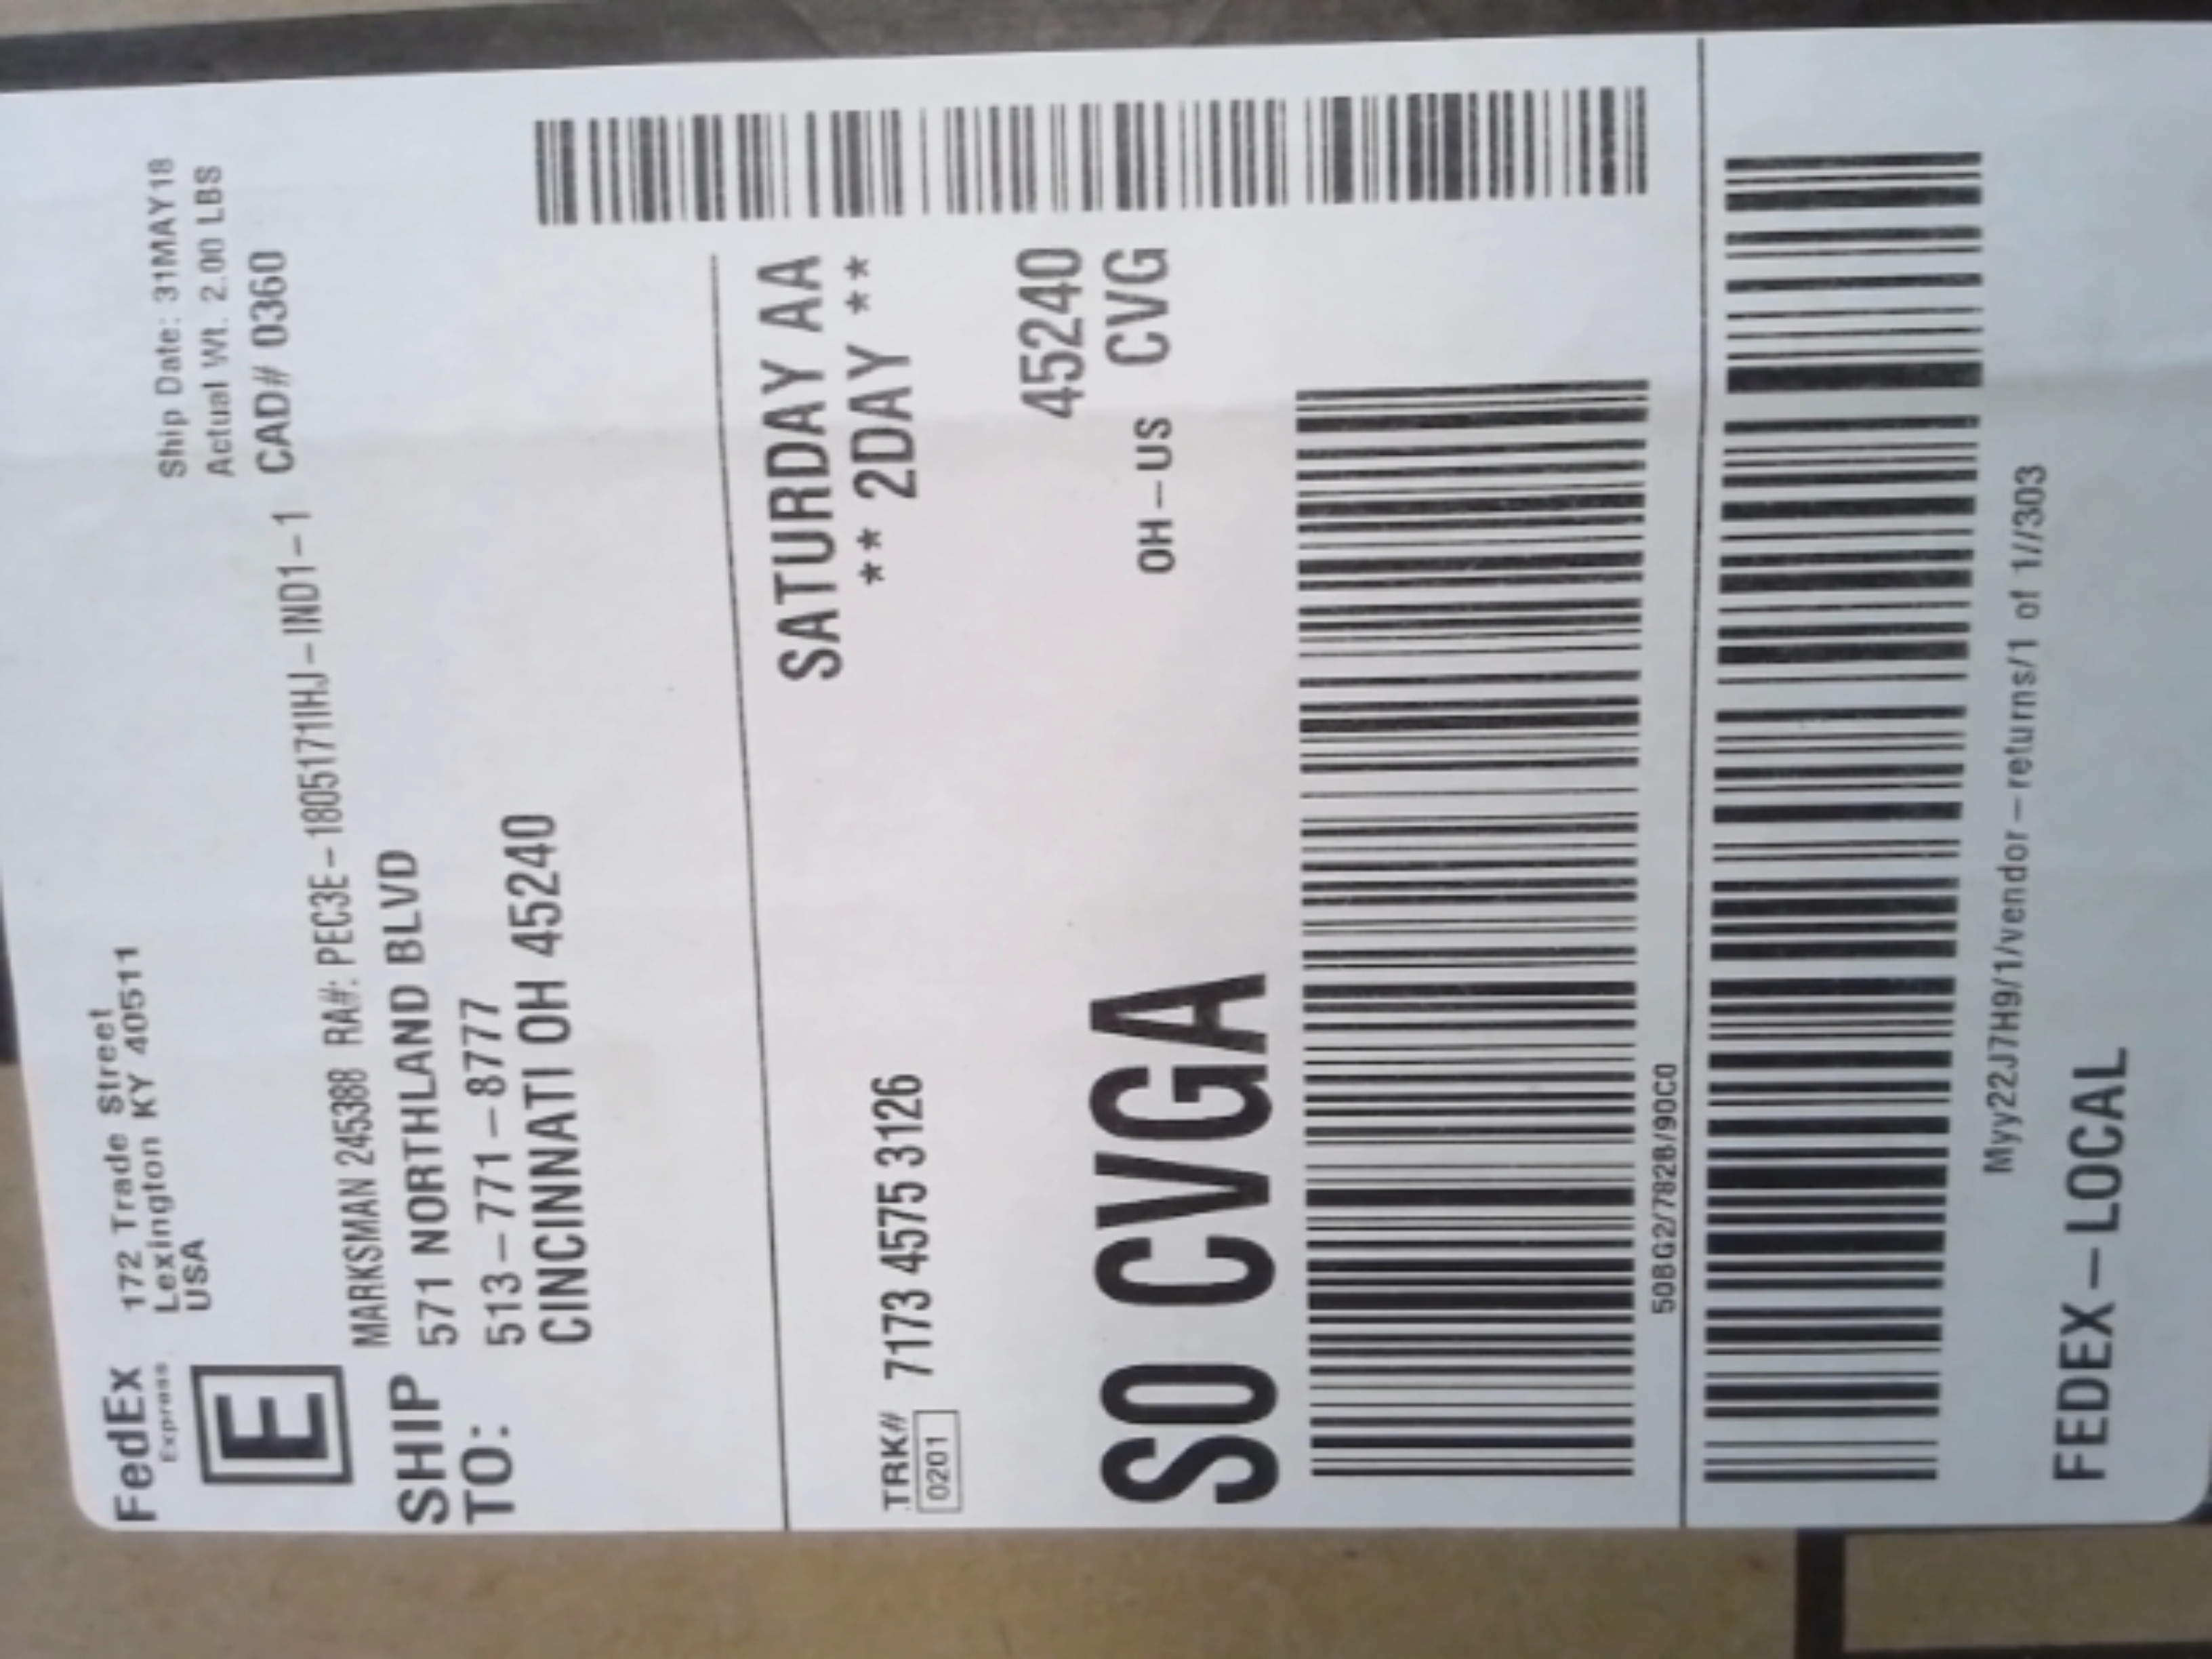 FedEx
Express
172 Trade Street
Lexington KY 40511
USA
Ship Date: 31MAY18
Actual Wt. 2.00 LBS
CAD# 0360
E
MARKSMAN 245388 RA#: PEC3E-1805171IHJ-IND1-1
SHIP TO:
571 NORTHLAND BLVD
513-771-8777
CINCINNATI OH 45240
SATURDAY AA
** 2DAY **
TRK# 7173 4575 3126
0201
45240
OH-US CVG
S0 CVGA
50BG2/782B/90C0
Myy22J7H9/1/vendor-returns/1 of 1//303
FEDEX-LOCAL